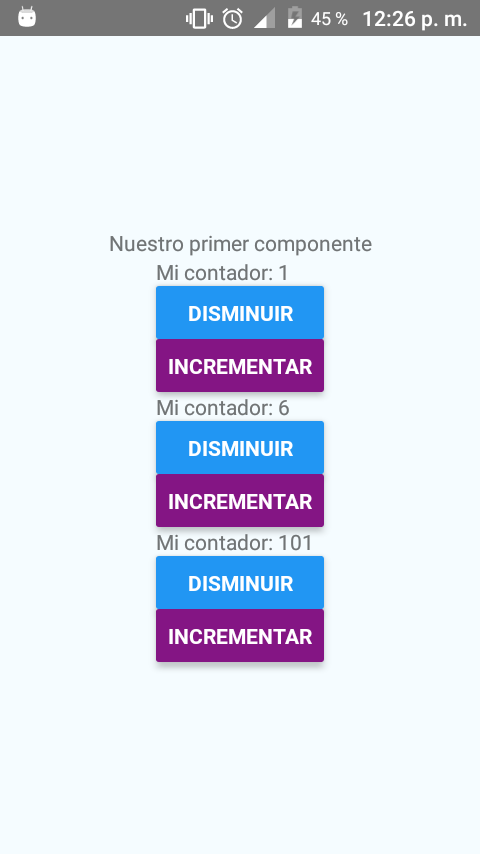 45 % 12:26 p. m.
Nuestro primer componente
Mi contador: 1
DISMINUIR
INCREMENTAR
Mi contador: 6
DISMINUIR
INCREMENTAR
Mi contador: 101
DISMINUIR
INCREMENTAR